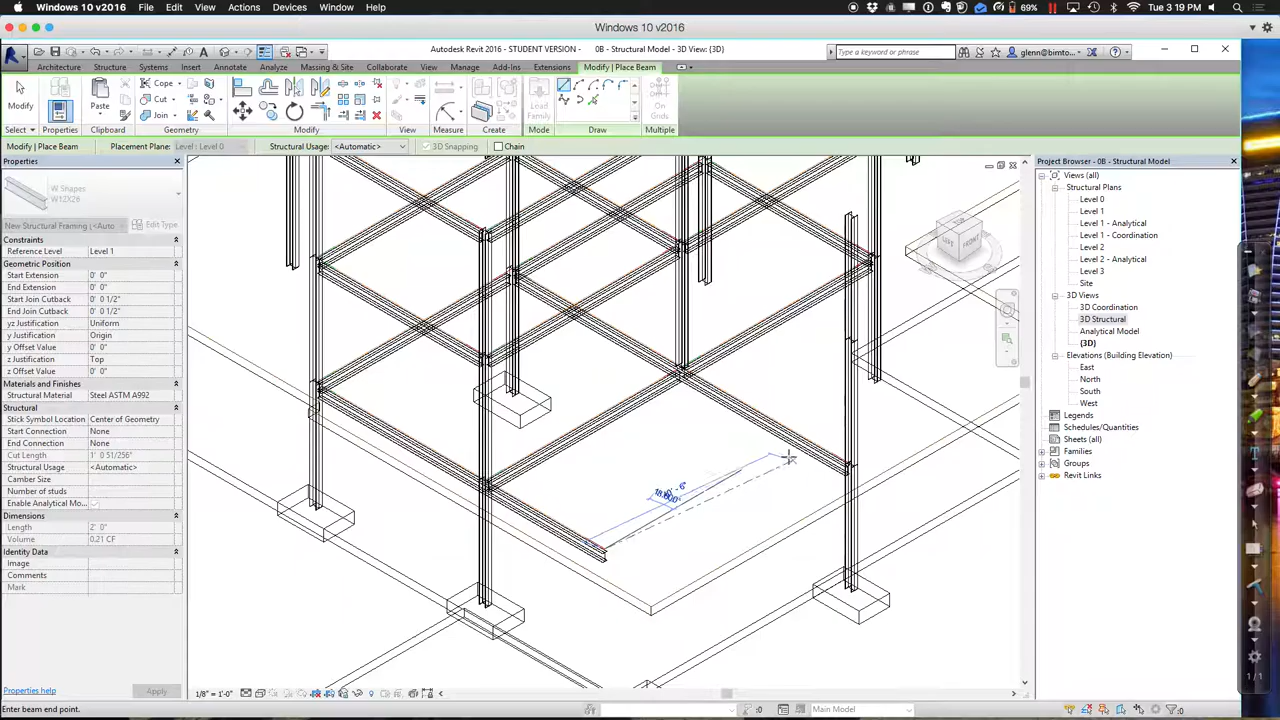 Windows 10 v2016 File Edit View Actions Devices Window Help 69% Mon 3:19 PM
Windows 10 v2016
Autodesk Revit 2016 - STUDENT VERSION - 0B - Structural Model - 3D View: {3D} Type a keyword or phrase glenn@bimto...
Architecture Structure Systems Insert Annotate Analyze Massing & Site Collaborate View Manage Add-Ins Extensions Modify | Place Beam
Modify Paste Cope Cut Join Load Family On Grids
Select Properties Clipboard Geometry Modify View Measure Create Mode Draw Multiple
Modify | Place Beam Placement Plane: Level : Level 0 Structural Usage: <Automatic> 3D Snapping Chain
Properties
W Shapes
W12X26
New Structural Framing (<Auto Edit Type
Constraints
Reference Level Level 1
Geometric Position
Start Extension 0' 0"
End Extension 0' 0"
Start Join Cutback 0' 0 1/2"
End Join Cutback 0' 0 1/2"
yz Justification Uniform
y Justification Origin
y Offset Value 0' 0"
z Justification Top
z Offset Value 0' 0"
Materials and Finishes
Structural Material Steel ASTM A992
Structural
Stick Symbol Location Center of Geometry
Start Connection None
End Connection None
Cut Length 1' 0 51/256"
Structural Usage <Automatic>
Camber Size
Number of studs
Enable Analytical Mo...
Dimensions
Length 2' 0"
Volume 0.21 CF
Identity Data
Image
Comments
Mark
Properties help Apply
LEFT FRONT
Project Browser - 0B - Structural Model
Views (all)
Structural Plans
Level 0
Level 1
Level 1 - Analytical
Level 1 - Coordination
Level 2
Level 2 - Analytical
Level 3
Site
3D Views
3D Coordination
3D Structural
Analytical Model
{3D}
Elevations (Building Elevation)
East
North
South
West
Legends
Schedules/Quantities
Sheets (all)
Families
Groups
Revit Links
1/8" = 1'-0"
Enter beam end point. :0 Main Model :0
1 / 1